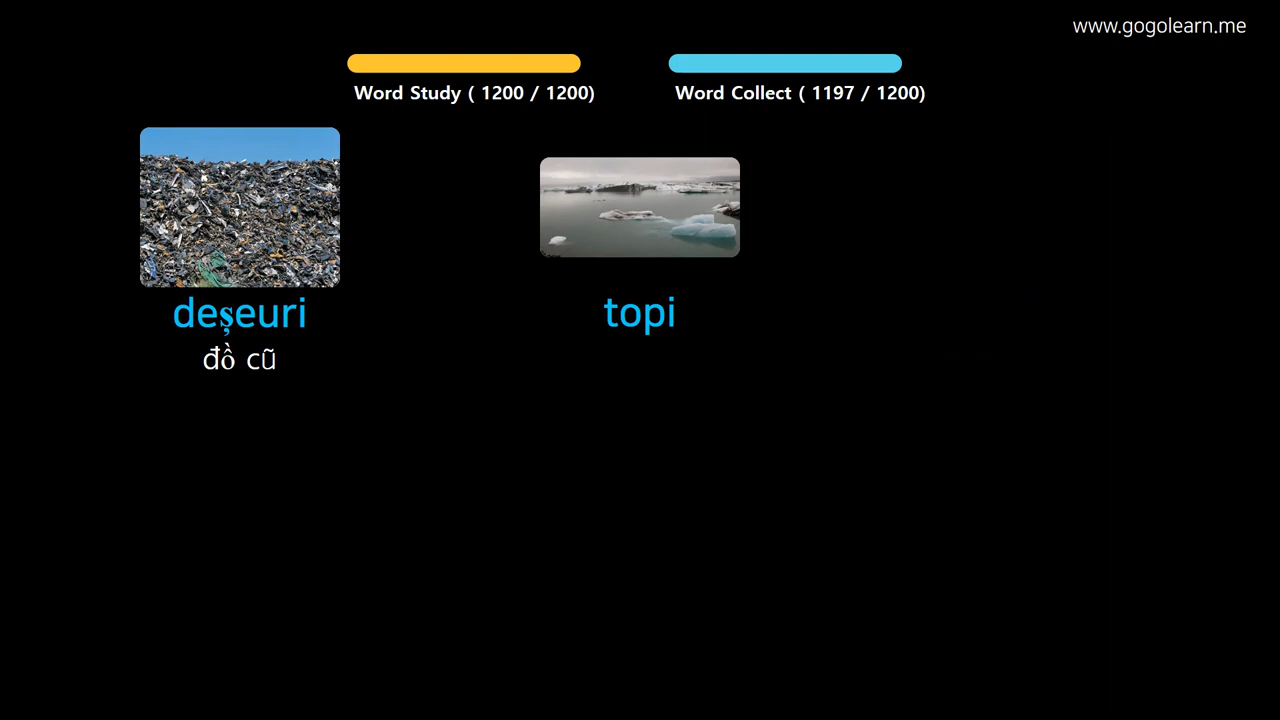 www.gogolearn.me
Word Study ( 1200 / 1200)
Word Collect ( 1197 / 1200)
deșeuri
topi
đồ cũ